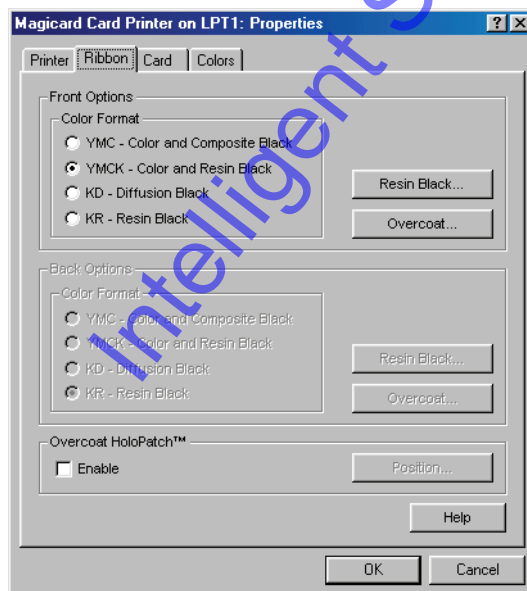 Magicard Card Printer on LPT1: Properties
Printer Ribbon Card Colors
Front Options
Color Format
YMC - Color and Composite Black
YMCK - Color and Resin Black
KD - Diffusion Black
KR - Resin Black
Resin Black...
Overcoat...
Back Options
Color Format
YMC - Color and Composite Black
YMCK - Color and Resin Black
KD - Diffusion Black
KR - Resin Black
Resin Black...
Overcoat...
Overcoat HoloPatch™
Enable
Position...
Help
OK Cancel
Intelligent S